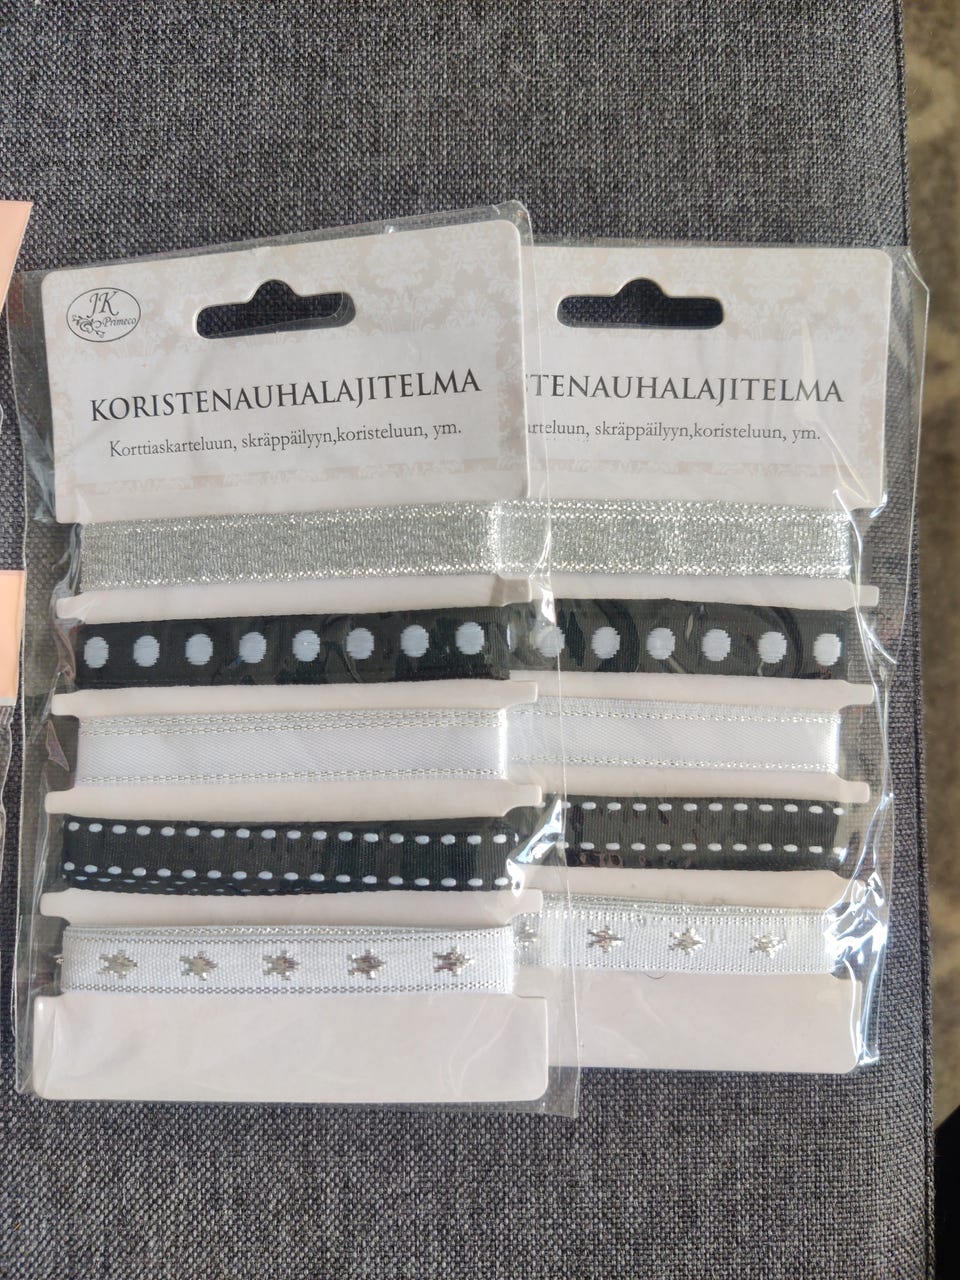 JK
Primeco
KORISTENAUHALAJITELMA
Korttiaskarteluun, skräppäilyyn,koristeluun, ym.
STENAUHALAJITELMA
arteluun, skräppäilyyn,koristeluun, ym.